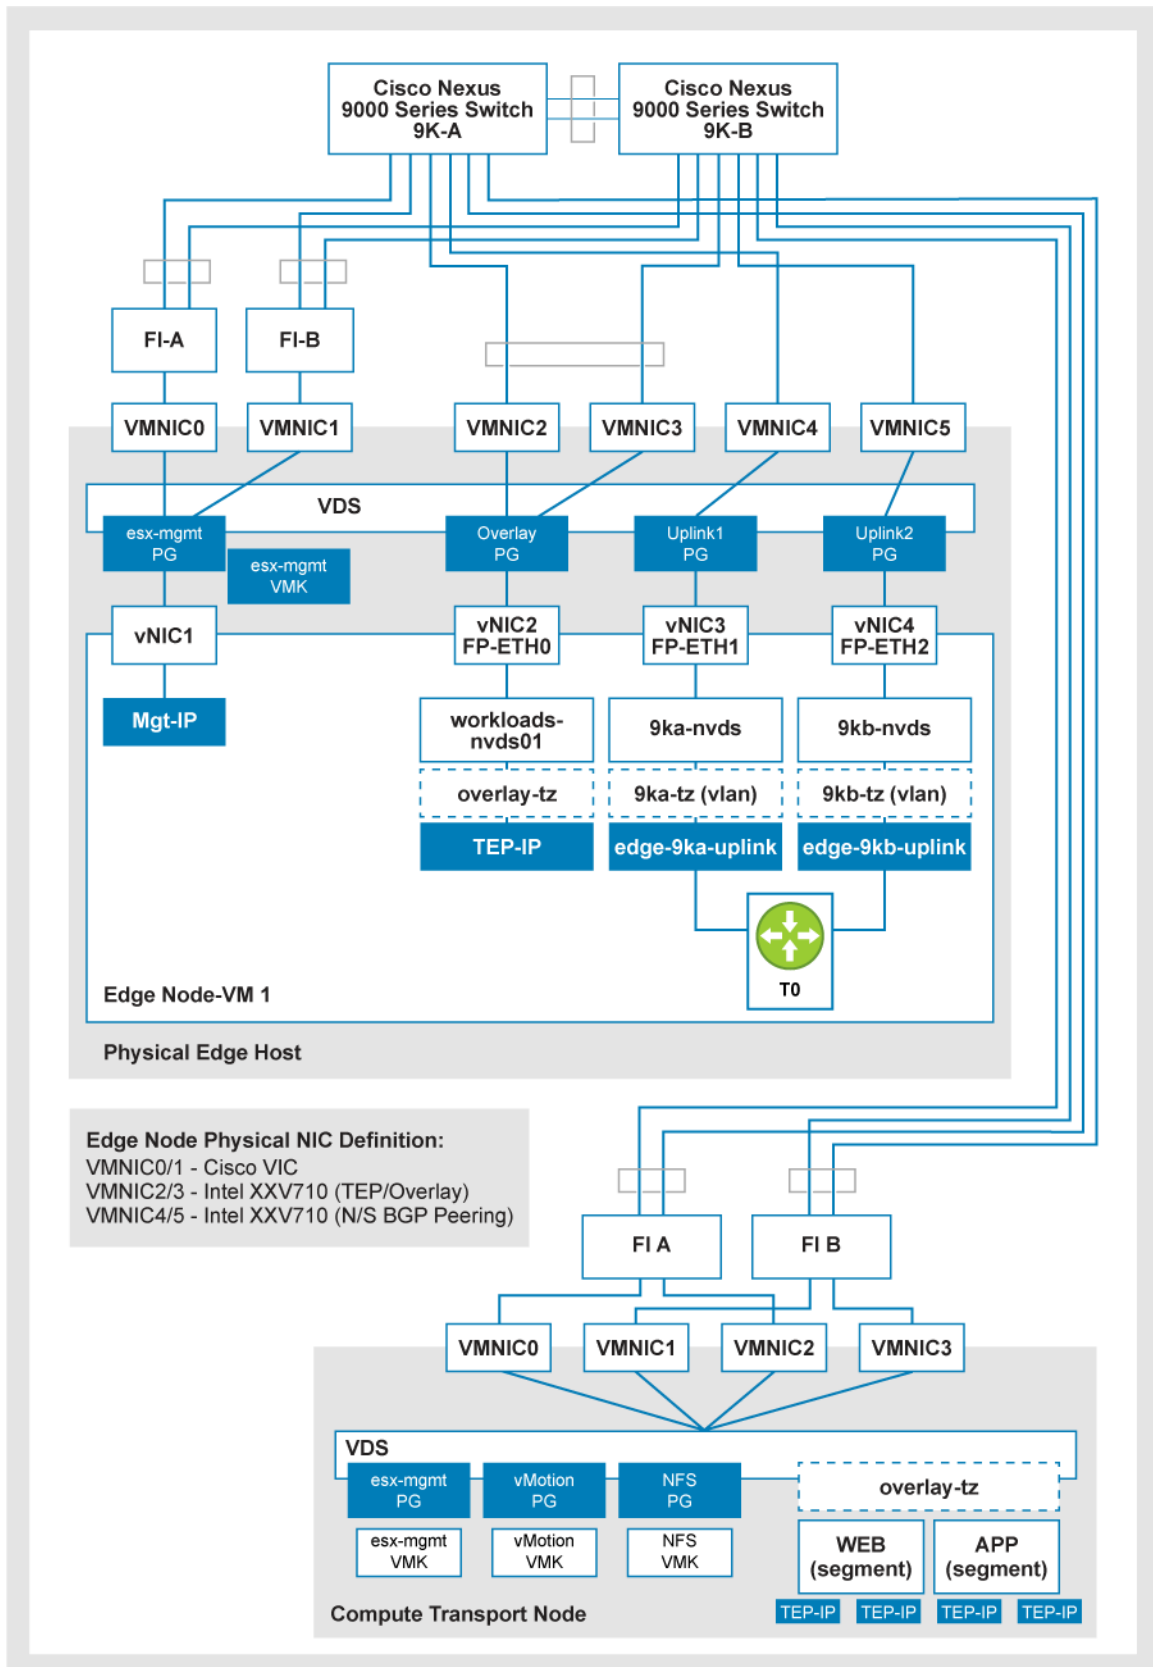 Cisco Nexus
9000 Series Switch
9K-A
Cisco Nexus
9000 Series Switch
9K-B
FI-A
FI-B
VMNIC0
VMNIC1
VMNIC2
VMNIC3
VMNIC4
VMNIC5
VDS
esx-mgmt
PG
esx-mgmt
VMK
Overlay
PG
Uplink1
PG
Uplink2
PG
vNIC1
vNIC2
FP-ETH0
vNIC3
FP-ETH1
vNIC4
FP-ETH2
Mgt-IP
workloads-
nvds01
9ka-nvds
9kb-nvds
overlay-tz
9ka-tz (vlan)
9kb-tz (vlan)
TEP-IP
edge-9ka-uplink
edge-9kb-uplink
T0
Edge Node-VM 1
Physical Edge Host
Edge Node Physical NIC Definition:
VMNIC0/1 - Cisco VIC
VMNIC2/3 - Intel XXV710 (TEP/Overlay)
VMNIC4/5 - Intel XXV710 (N/S BGP Peering)
FI A
FI B
VMNIC0
VMNIC1
VMNIC2
VMNIC3
VDS
esx-mgmt
PG
vMotion
PG
NFS
PG
overlay-tz
esx-mgmt
VMK
vMotion
VMK
NFS
VMK
WEB
(segment)
APP
(segment)
TEP-IP
TEP-IP
TEP-IP
TEP-IP
Compute Transport Node